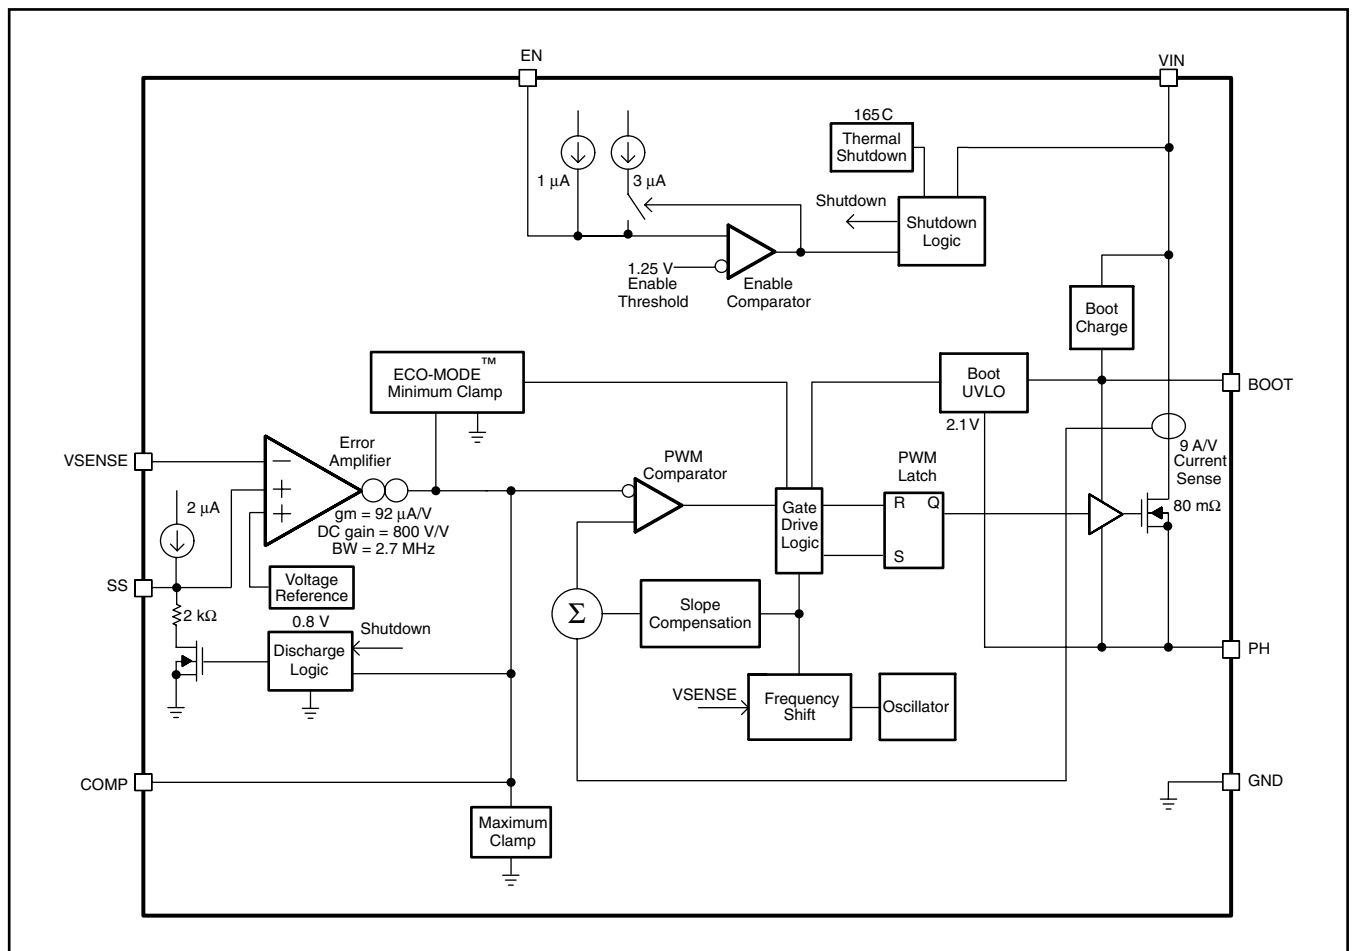 EN
VIN
165 C
Thermal
Shutdown
1 µA
3 µA
Shutdown
Shutdown
Logic
1.25 V
Enable
Threshold
Enable
Comparator
Boot
Charge
ECO-MODE™
Minimum Clamp
Boot
UVLO
BOOT
2.1 V
9 A/V
Current
Sense
VSENSE
Error
Amplifier
PWM
Comparator
PWM
Latch
2 µA
gm = 92 µA/V
DC gain = 800 V/V
BW = 2.7 MHz
Gate
Drive
Logic
R Q
S
80 mΩ
SS
Voltage
Reference
2 kΩ
0.8 V
Shutdown
Discharge
Logic
Σ
Slope
Compensation
PH
VSENSE
Frequency
Shift
Oscillator
COMP
GND
Maximum
Clamp